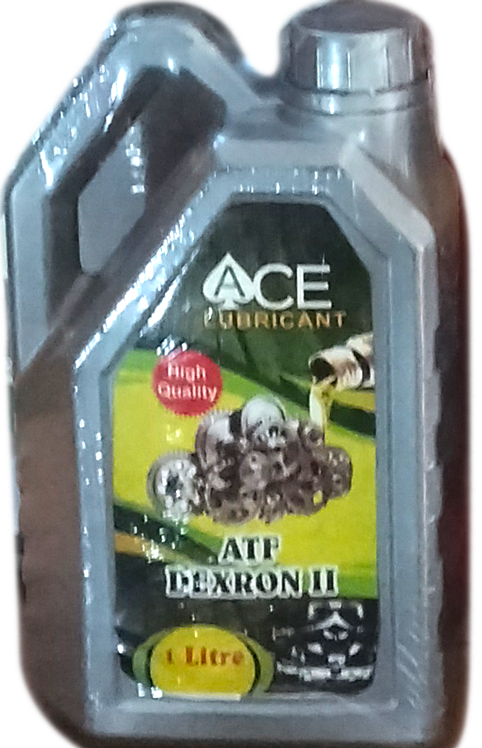 ACE
LUBRICANT
High
Quality
ATF
DEXRON II
1 Litre